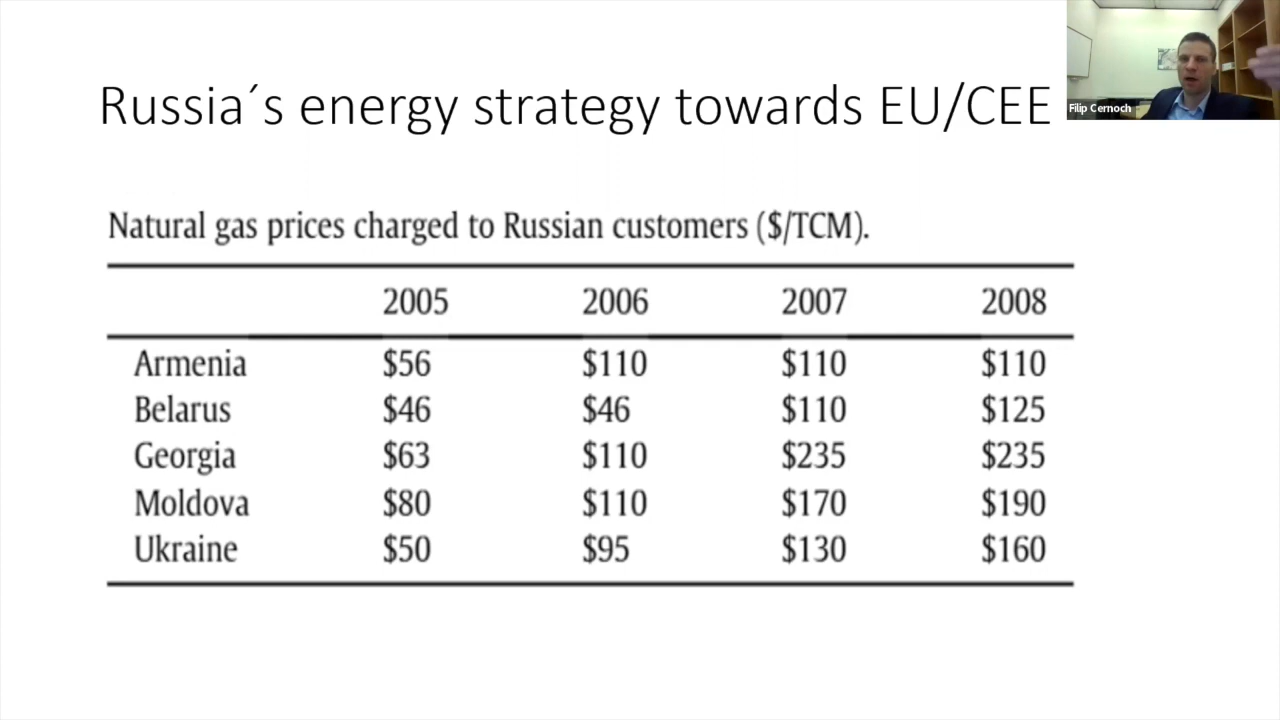 Russia´s energy strategy towards EU/CEE
Filip Cernoch
Natural gas prices charged to Russian customers ($/TCM).
2005 2006 2007 2008
Armenia $56 $110 $110 $110
Belarus $46 $46 $110 $125
Georgia $63 $110 $235 $235
Moldova $80 $110 $170 $190
Ukraine $50 $95 $130 $160